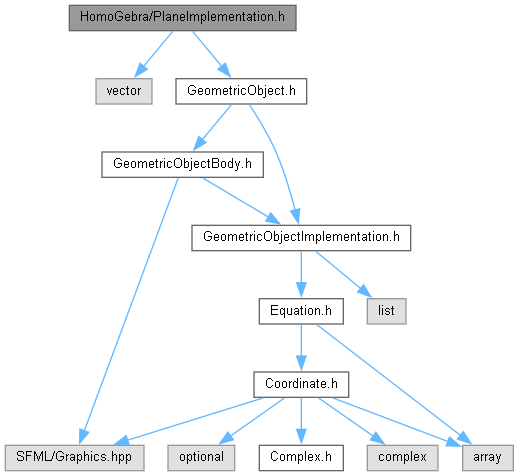 HomoGebra/PlaneImplementation.h
vector
GeometricObject.h
GeometricObjectBody.h
GeometricObjectImplementation.h
Equation.h
list
Coordinate.h
SFML/Graphics.hpp
optional
Complex.h
complex
array